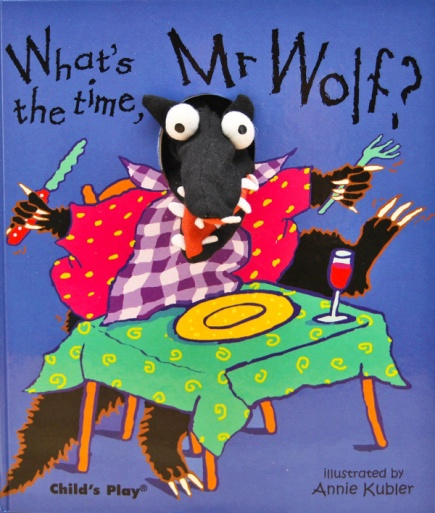 What's
the time,
Mr Wolf?
Child's Play®
illustrated by
Annie Kubler